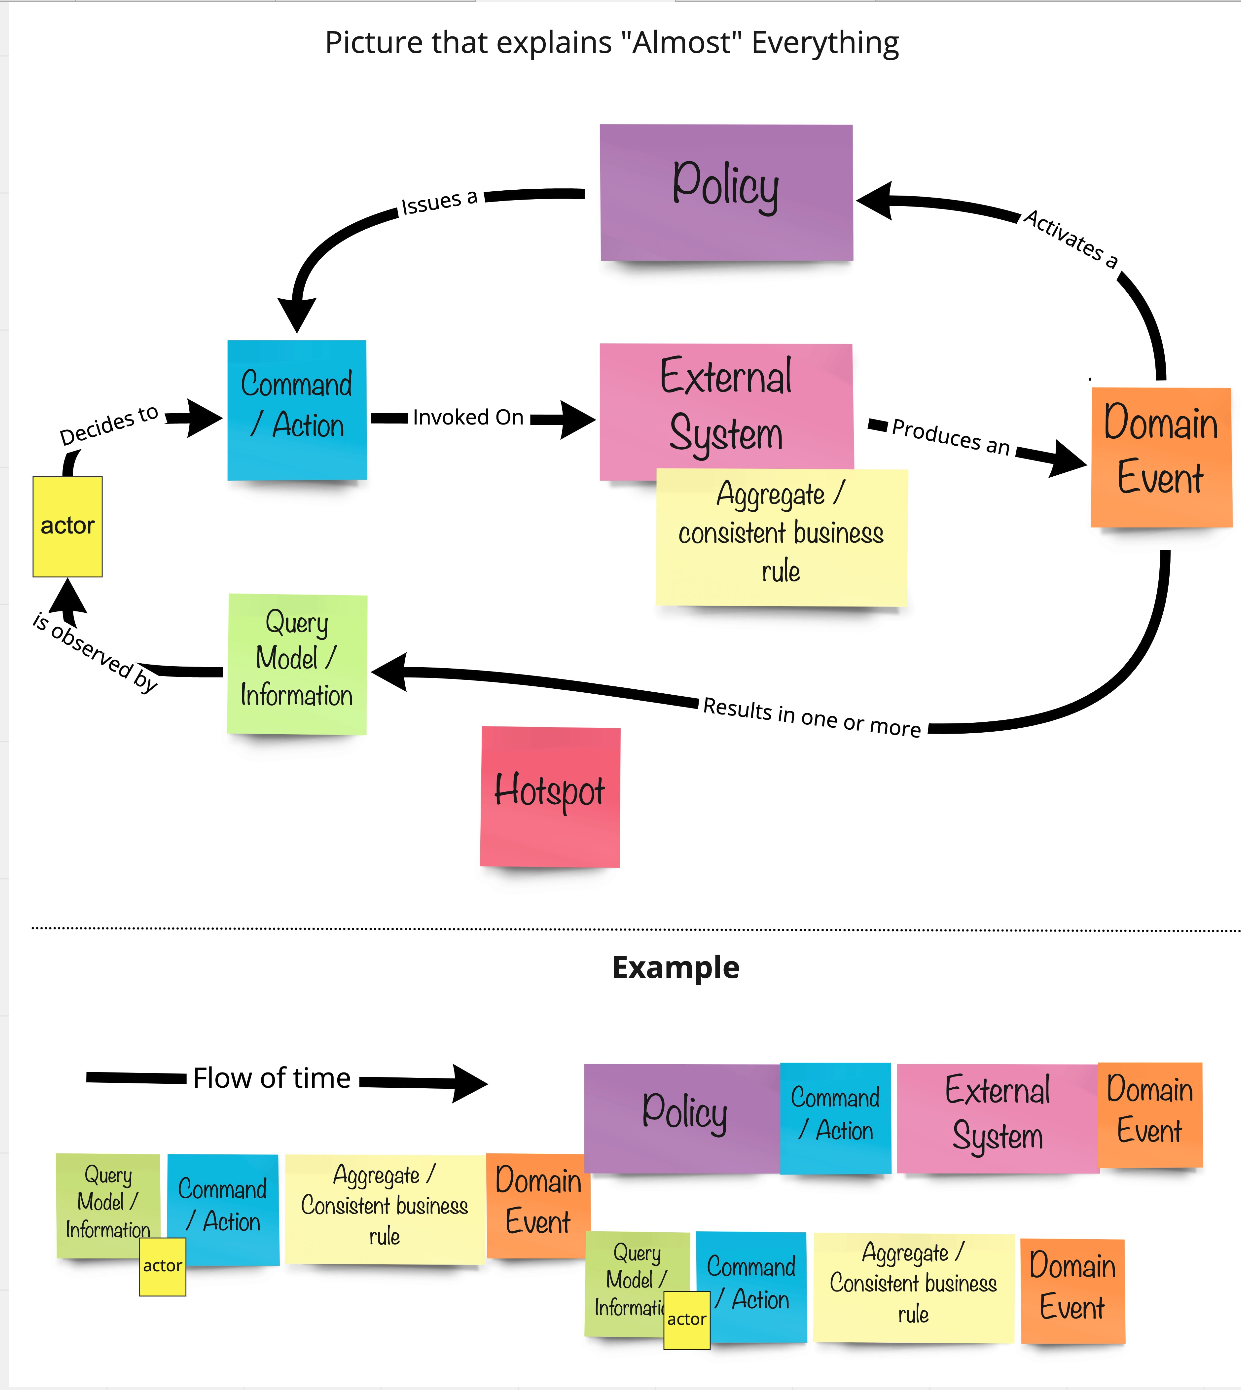 Picture that explains "Almost" Everything
Policy
Issues a
Activates a
Command
/ Action
External
System
Domain
Event
Decides to
Invoked On
Produces an
actor
Aggregate /
consistent business
rule
Query
Model /
Information
is observed by
Results in one or more
Hotspot
Example
Flow of time
Policy
Command
/ Action
External
System
Domain
Event
Query
Model /
Information
actor
Command
/ Action
Aggregate /
Consistent business
rule
Domain
Event
Query
Model /
Informati
actor
Command
/ Action
Aggregate /
Consistent business
rule
Domain
Event